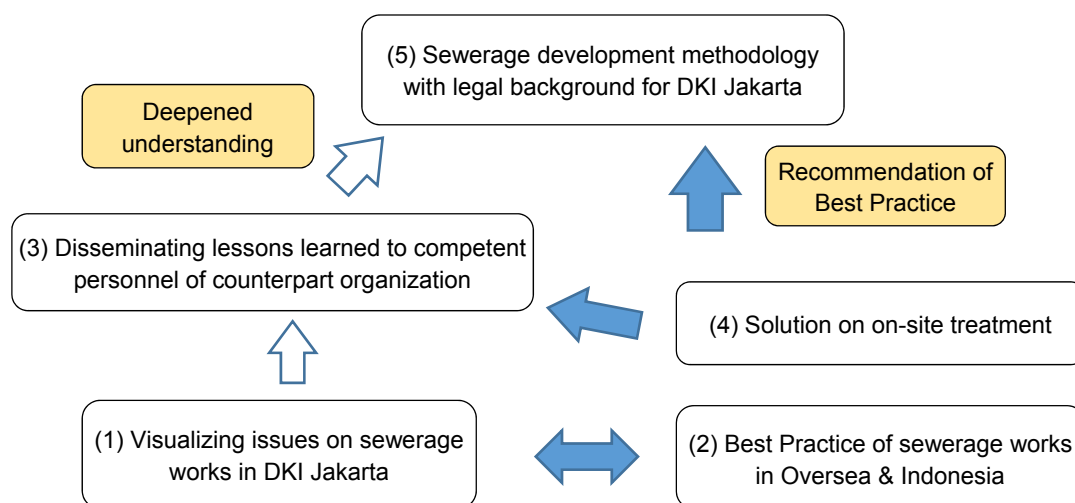 (5) Sewerage development methodology
with legal background for DKI Jakarta
Deepened
understanding
Recommendation of
Best Practice
(3) Disseminating lessons learned to competent
personnel of counterpart organization
(4) Solution on on-site treatment
(1) Visualizing issues on sewerage
works in DKI Jakarta
(2) Best Practice of sewerage works
in Oversea & Indonesia